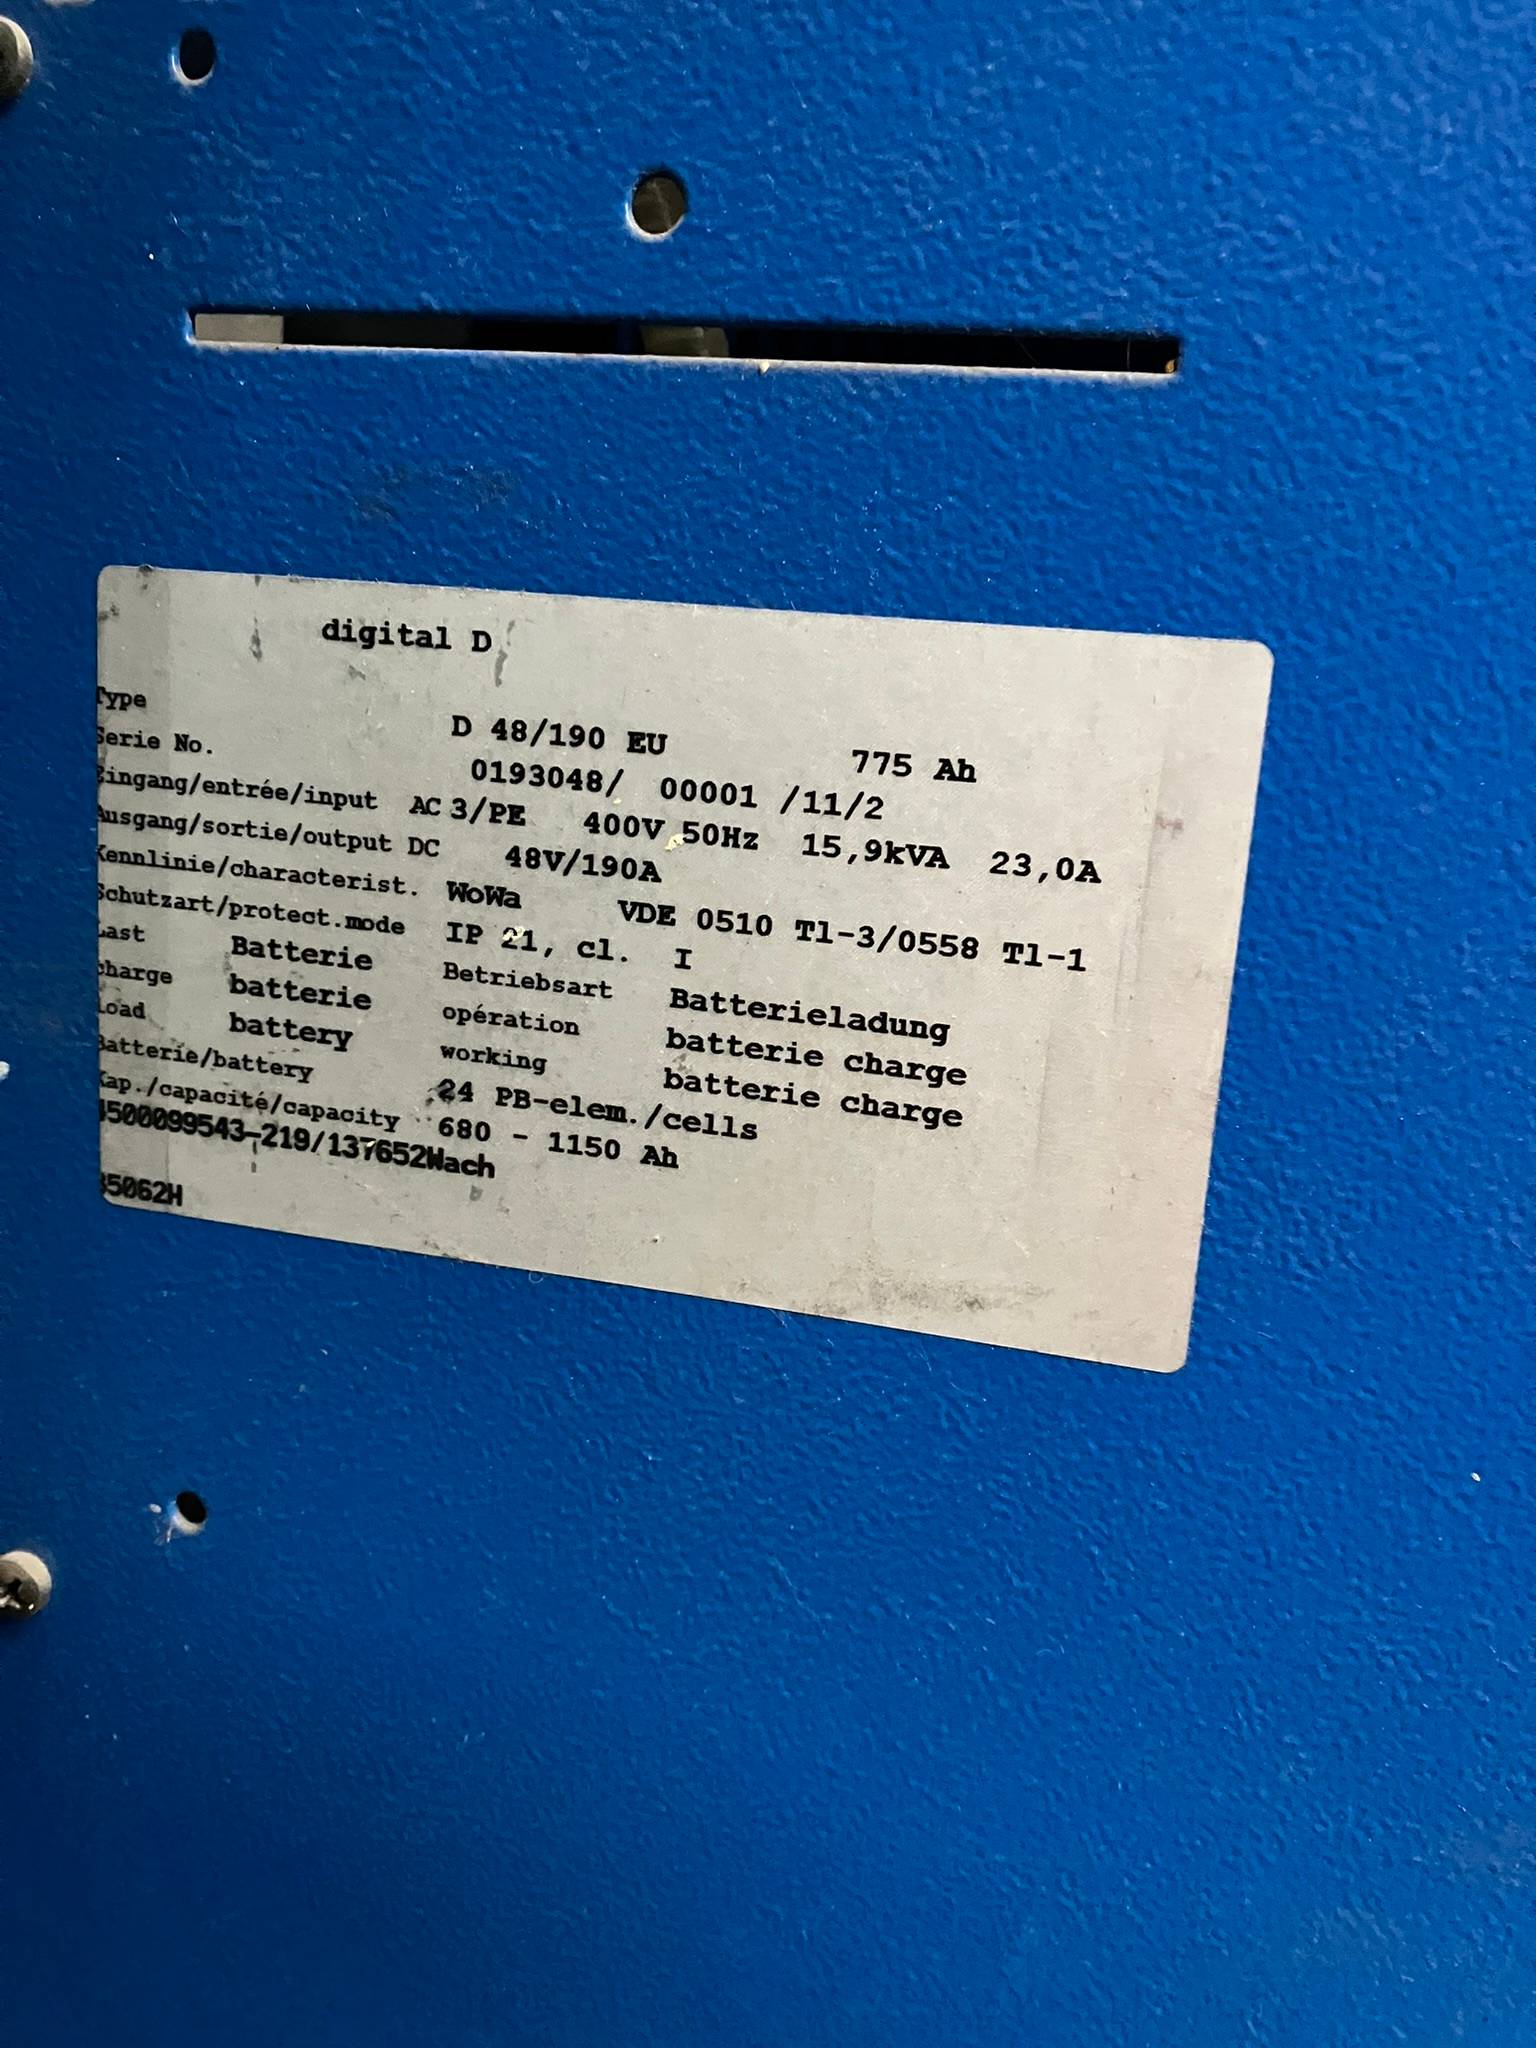 digital D
Type D 48/190 EU 775 Ah
Serie No. 0193048/ 00001 /11/2
Eingang/entrée/input AC 3/PE 400V 50Hz 15,9kVA 23,0A
Ausgang/sortie/output DC 48V/190A
Kennlinie/characterist. WoWa VDE 0510 Tl-3/0558 Tl-1
Schutzart/protect.mode IP 21, cl. I
Last Batterie Betriebsart Batterieladung
charge batterie opération batterie charge
load battery working batterie charge
Batterie/battery 24 PB-elem./cells
Kap./capacité/capacity 680 - 1150 Ah
4500099543-219/137652Wach